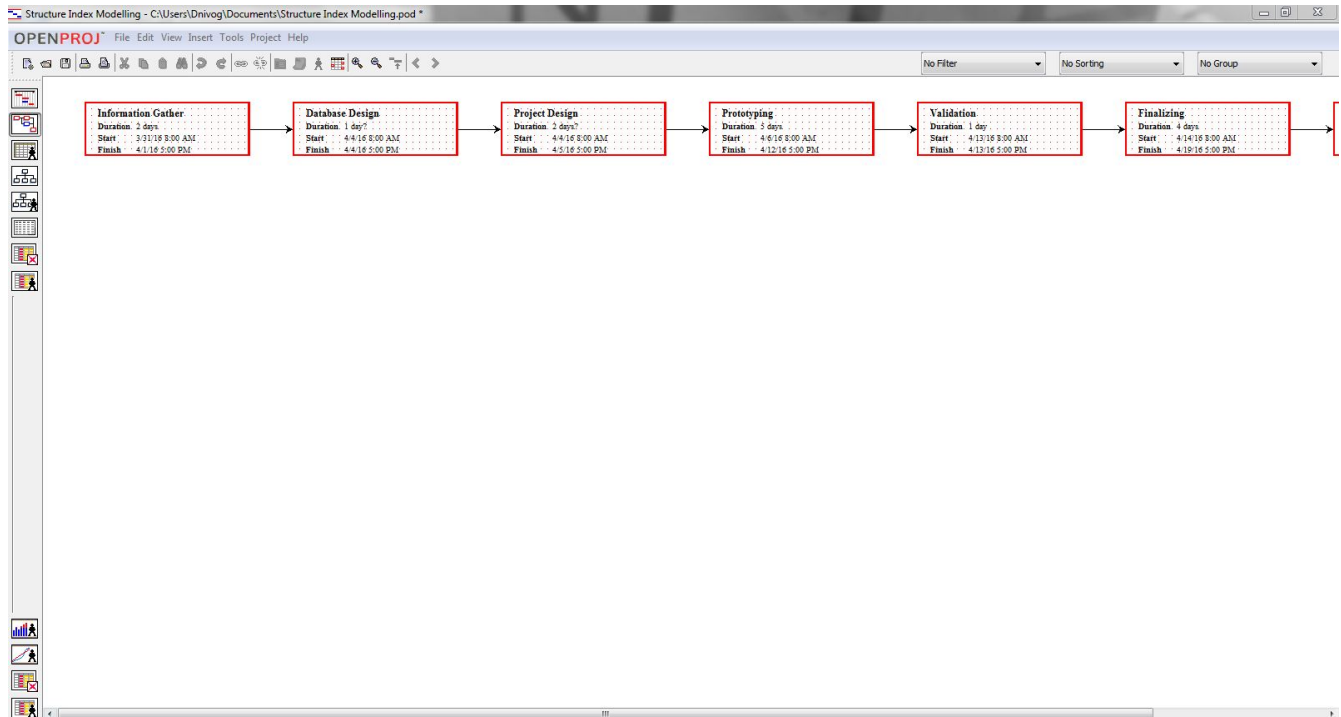 Structure Index Modelling - C:\Users\Dnivog\Documents\Structure Index Modelling.pod *
OPENPROJ™ File Edit View Insert Tools Project Help
No Filter No Sorting No Group
Information Gather
Duration 2 days
Start 3/31/16 8:00 AM
Finish 4/1/16 5:00 PM
Database Design
Duration 1 day?
Start 4/4/16 8:00 AM
Finish 4/4/16 5:00 PM
Project Design
Duration 2 days?
Start 4/4/16 8:00 AM
Finish 4/5/16 5:00 PM
Prototyping
Duration 5 days
Start 4/6/16 8:00 AM
Finish 4/12/16 5:00 PM
Validation
Duration 1 day
Start 4/13/16 8:00 AM
Finish 4/13/16 5:00 PM
Finalizing
Duration 4 days
Start 4/14/16 8:00 AM
Finish 4/19/16 5:00 PM